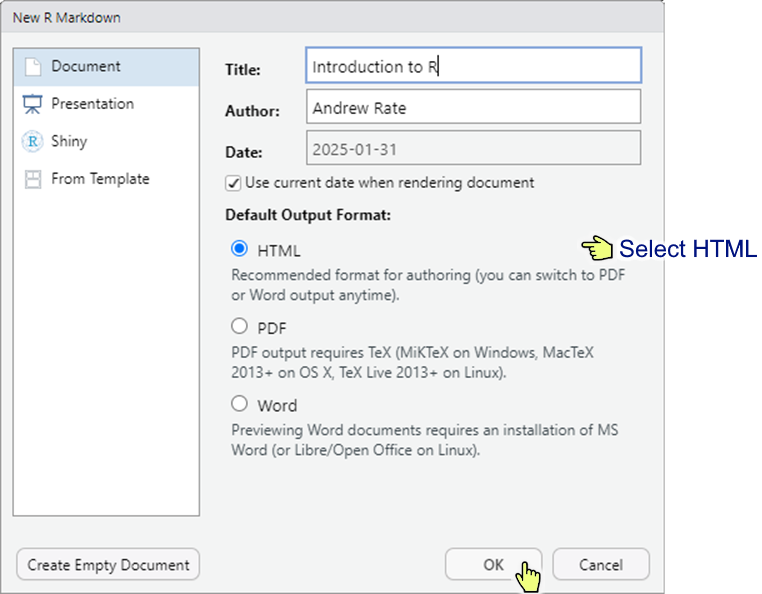 New R Markdown
Document
Presentation
Shiny
From Template
Title: Introduction to R
Author: Andrew Rate
Date: 2025-01-31
Use current date when rendering document
Default Output Format:
HTML
Select HTML
Recommended format for authoring (you can switch to PDF
or Word output anytime).
PDF
PDF output requires TeX (MiKTeX on Windows, MacTeX
2013+ on OS X, TeX Live 2013+ on Linux).
Word
Previewing Word documents requires an installation of MS
Word (or Libre/Open Office on Linux).
Create Empty Document
OK
Cancel